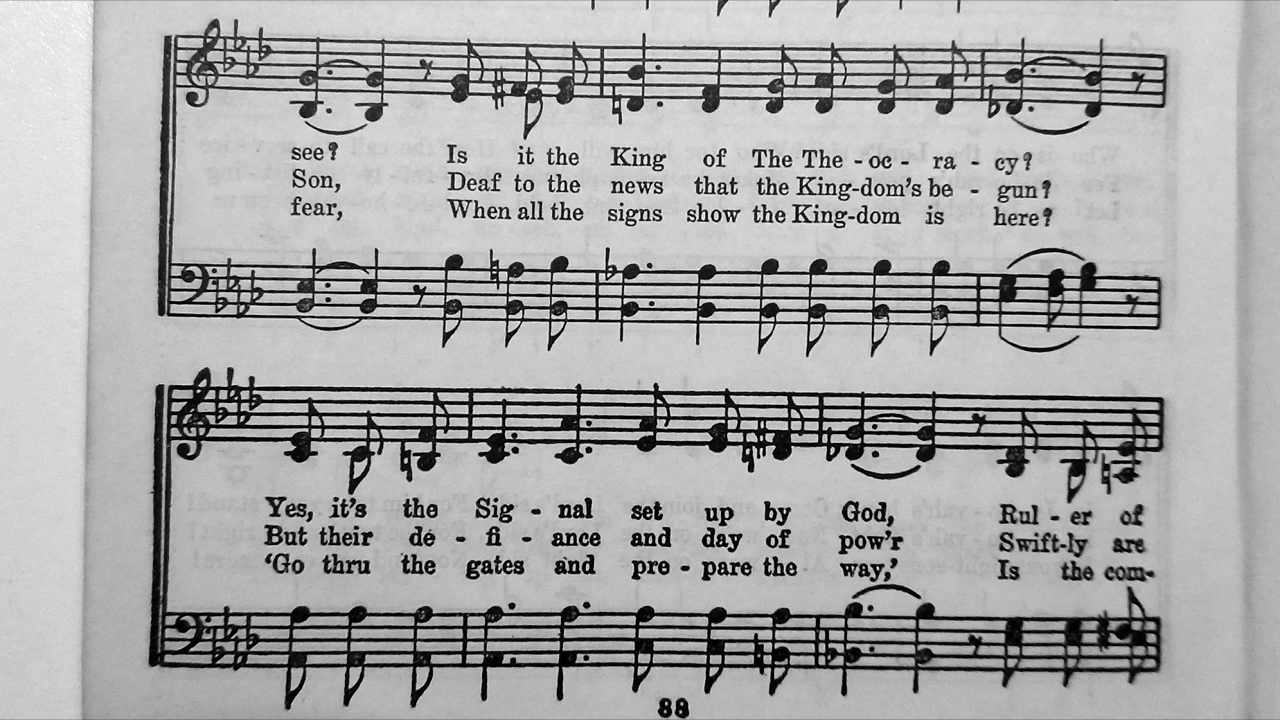 see? Is it the King of The The - oc - ra - cy?
Son, Deaf to the news that the King-dom's be - gun?
fear, When all the signs show the King-dom is here?
Yes, it's the Sig - nal set up by God, Rul - er of
But their de - fi - ance and day of pow'r Swift-ly are
‘Go thru the gates and pre - pare the way,’ Is the com-
88